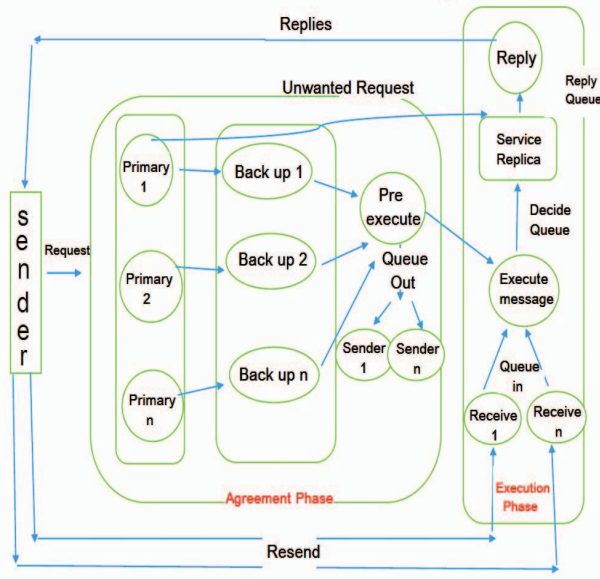 Replies
Reply
Reply
Queue
Unwanted Request
Service
Replica
Primary
1
Back up 1
Pre
execute
Decide
Queue
sender
Request
Primary
2
Back up 2
Queue
Out
Execute
message
Sender
1
Sender
n
Back up n
Queue
in
Primary
n
Receive
1
Receive
n
Agreement Phase
Execution
Phase
Resend